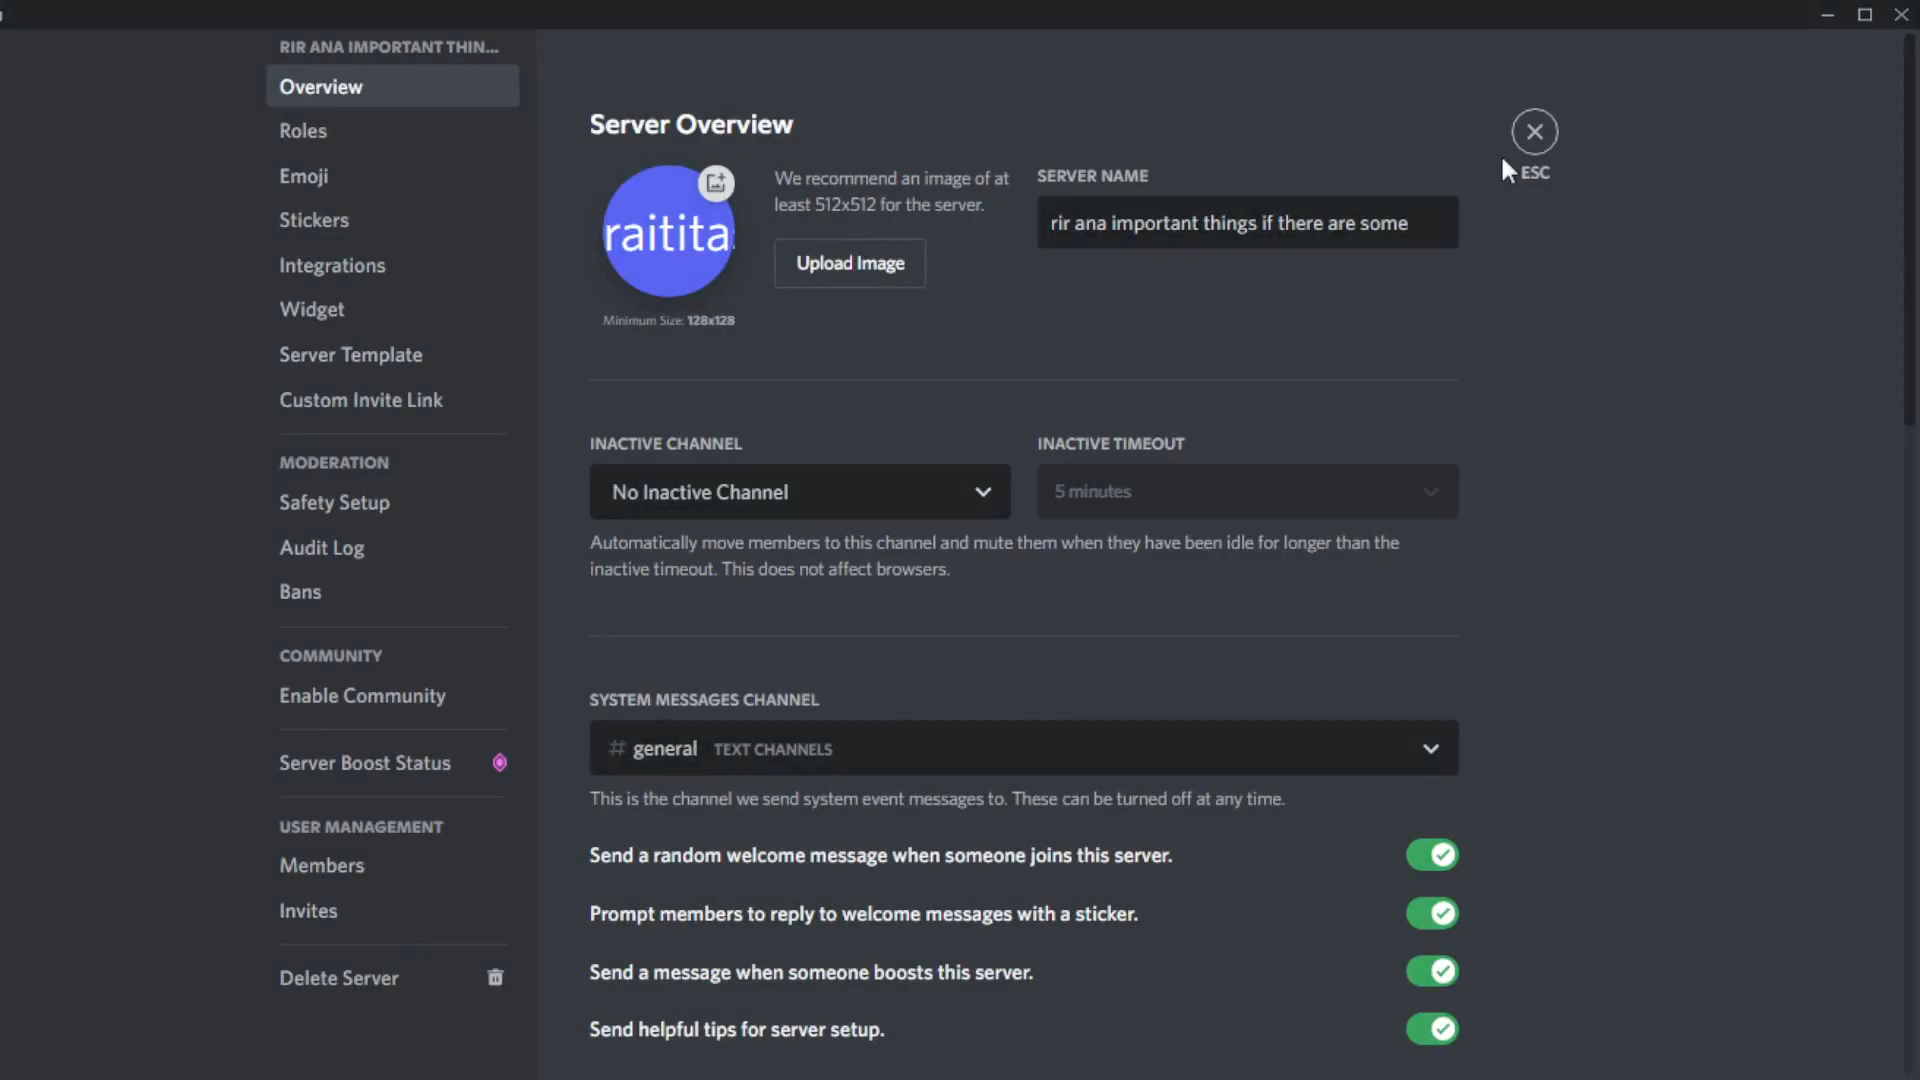 RIR ANA IMPORTANT THIN...
Overview
Roles
Emoji
Stickers
Integrations
Widget
Server Template
Custom Invite Link
MODERATION
Safety Setup
Audit Log
Bans
COMMUNITY
Enable Community
Server Boost Status
USER MANAGEMENT
Members
Invites
Delete Server
Server Overview
raitita
Minimum Size: 128x128
We recommend an image of at
least 512x512 for the server.
Upload Image
SERVER NAME
rir ana important things if there are some
ESC
INACTIVE CHANNEL
No Inactive Channel
INACTIVE TIMEOUT
5 minutes
Automatically move members to this channel and mute them when they have been idle for longer than the
inactive timeout. This does not affect browsers.
SYSTEM MESSAGES CHANNEL
# general TEXT CHANNELS
This is the channel we send system event messages to. These can be turned off at any time.
Send a random welcome message when someone joins this server.
Prompt members to reply to welcome messages with a sticker.
Send a message when someone boosts this server.
Send helpful tips for server setup.